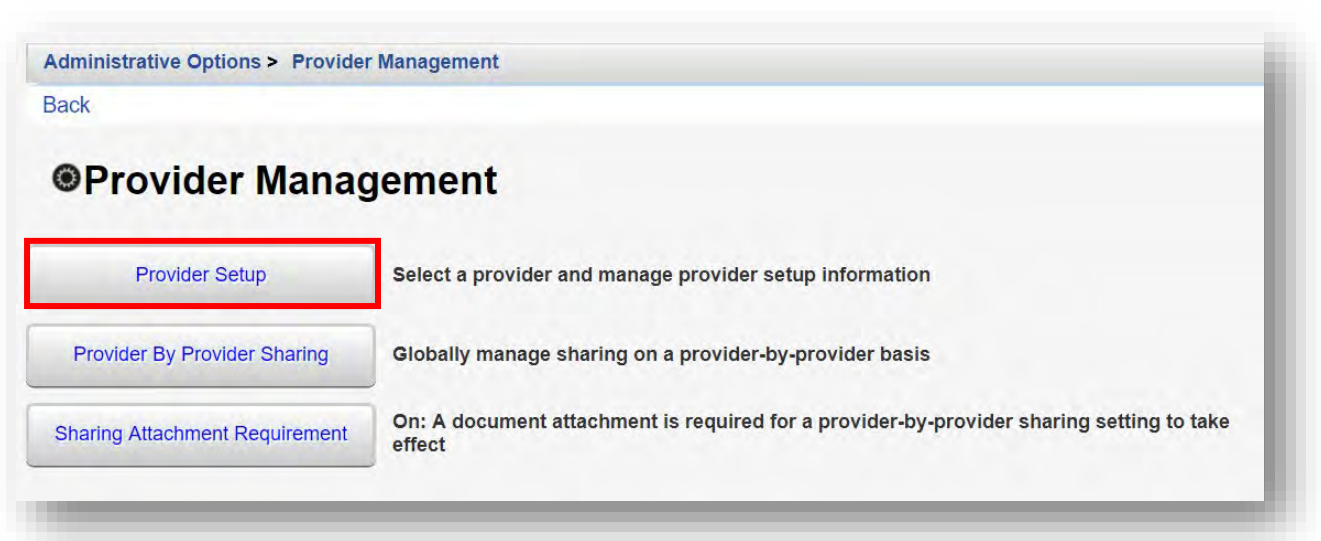 Administrative Options > Provider Management
Back
Provider Management
Provider Setup
Select a provider and manage provider setup information
Provider By Provider Sharing
Globally manage sharing on a provider-by-provider basis
Sharing Attachment Requirement
On: A document attachment is required for a provider-by-provider sharing setting to take
effect